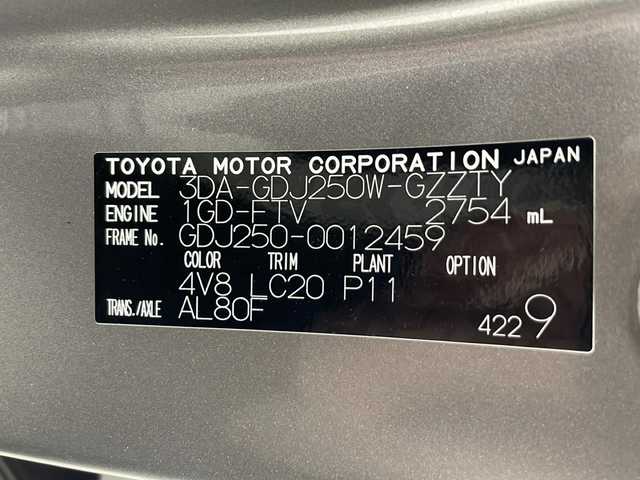 TOYOTA MOTOR CORPORATION JAPAN
MODEL 3DA-GDJ250W-GZZTY
ENGINE 1GD-FTV 2754 mL
FRAME No. GDJ250-0012459
COLOR TRIM PLANT OPTION
4V8 LC20 P11
TRANS./AXLE AL80F
4229